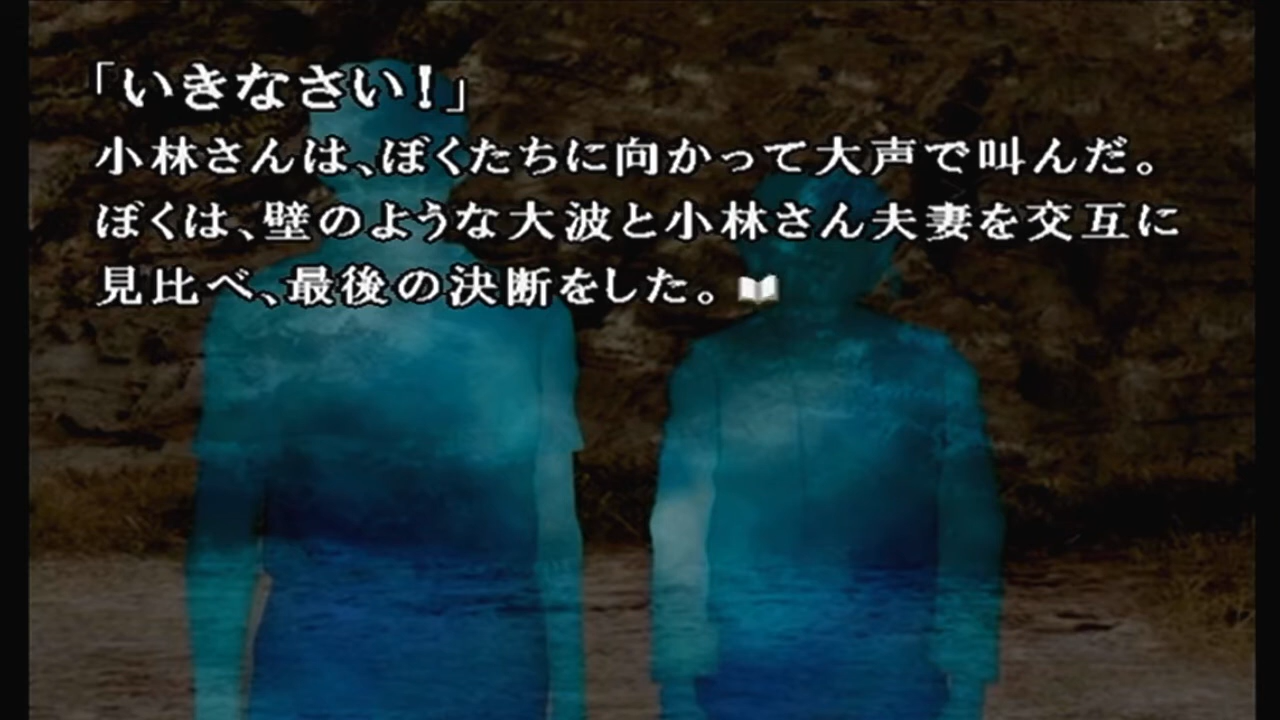 「いきなさい！」
小林さんは、ぼくたちに向かって大声で叫んだ。
ぼくは、壁のような大波と小林さん夫妻を交互に
見比べ、最後の決断をした。